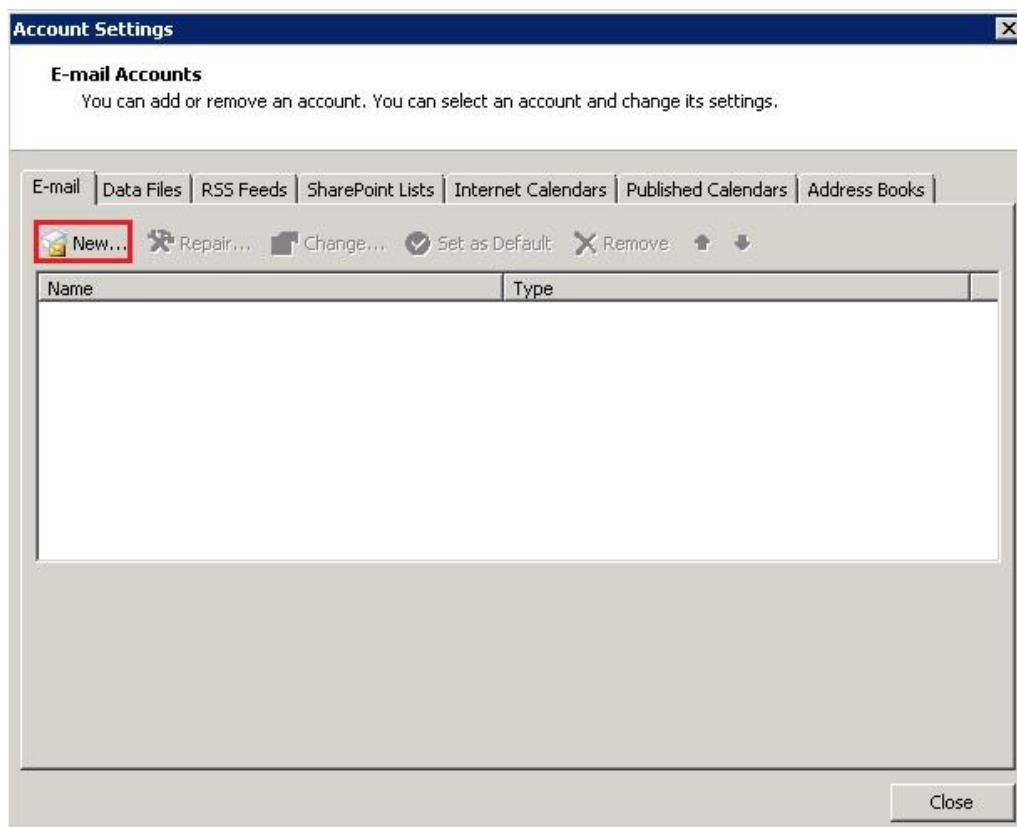 Account Settings
E-mail Accounts
You can add or remove an account. You can select an account and change its settings.
E-mail Data Files RSS Feeds SharePoint Lists Internet Calendars Published Calendars Address Books
New... Repair... Change... Set as Default Remove
Name Type
Close